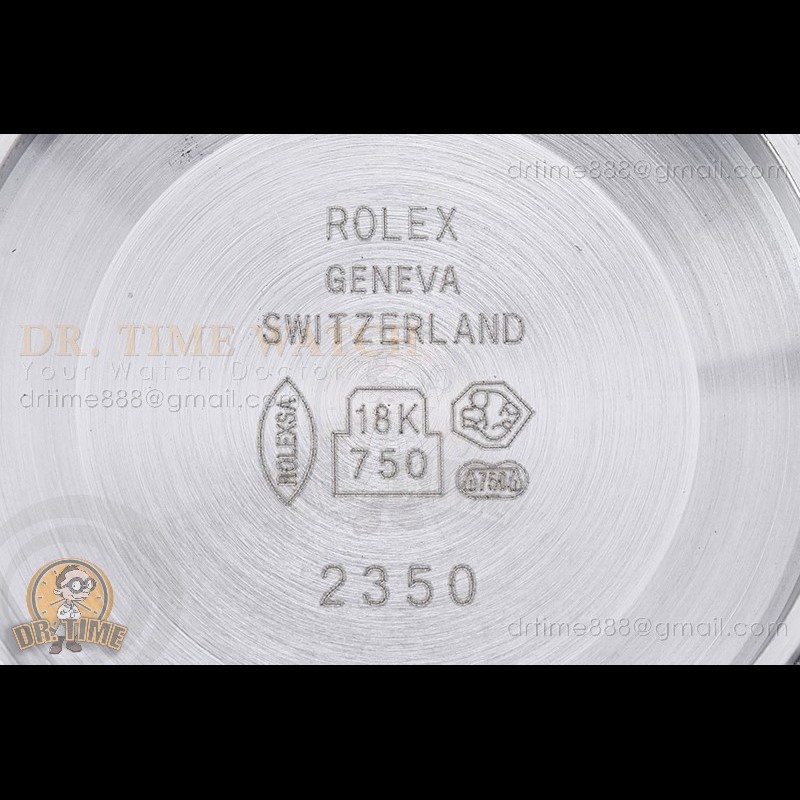 drtime888@gmail.com
ROLEX
GENEVA
SWITZERLAND
DR. TIME WATCH
Your Watch Doctor
drtime888@gmail.com
ROLEXSA
18K
750
750
2350
DR. TIME
drtime888@gmail.com